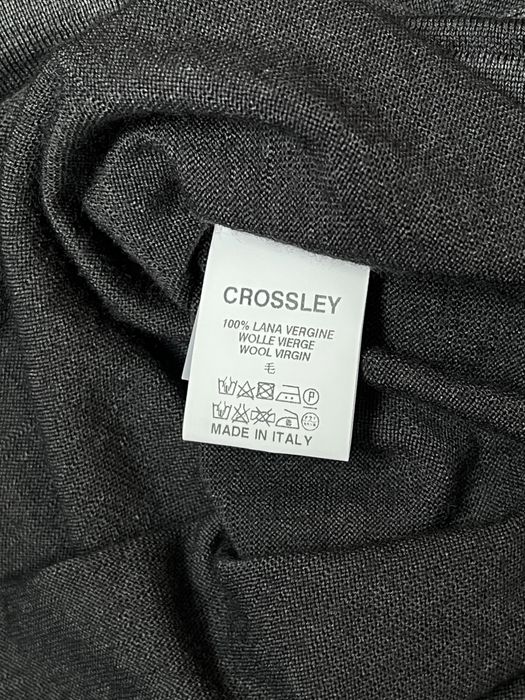 CROSSLEY
100% LANA VERGINE
WOLLE VIERGE
WOOL VIRGIN
毛
P
MADE IN ITALY